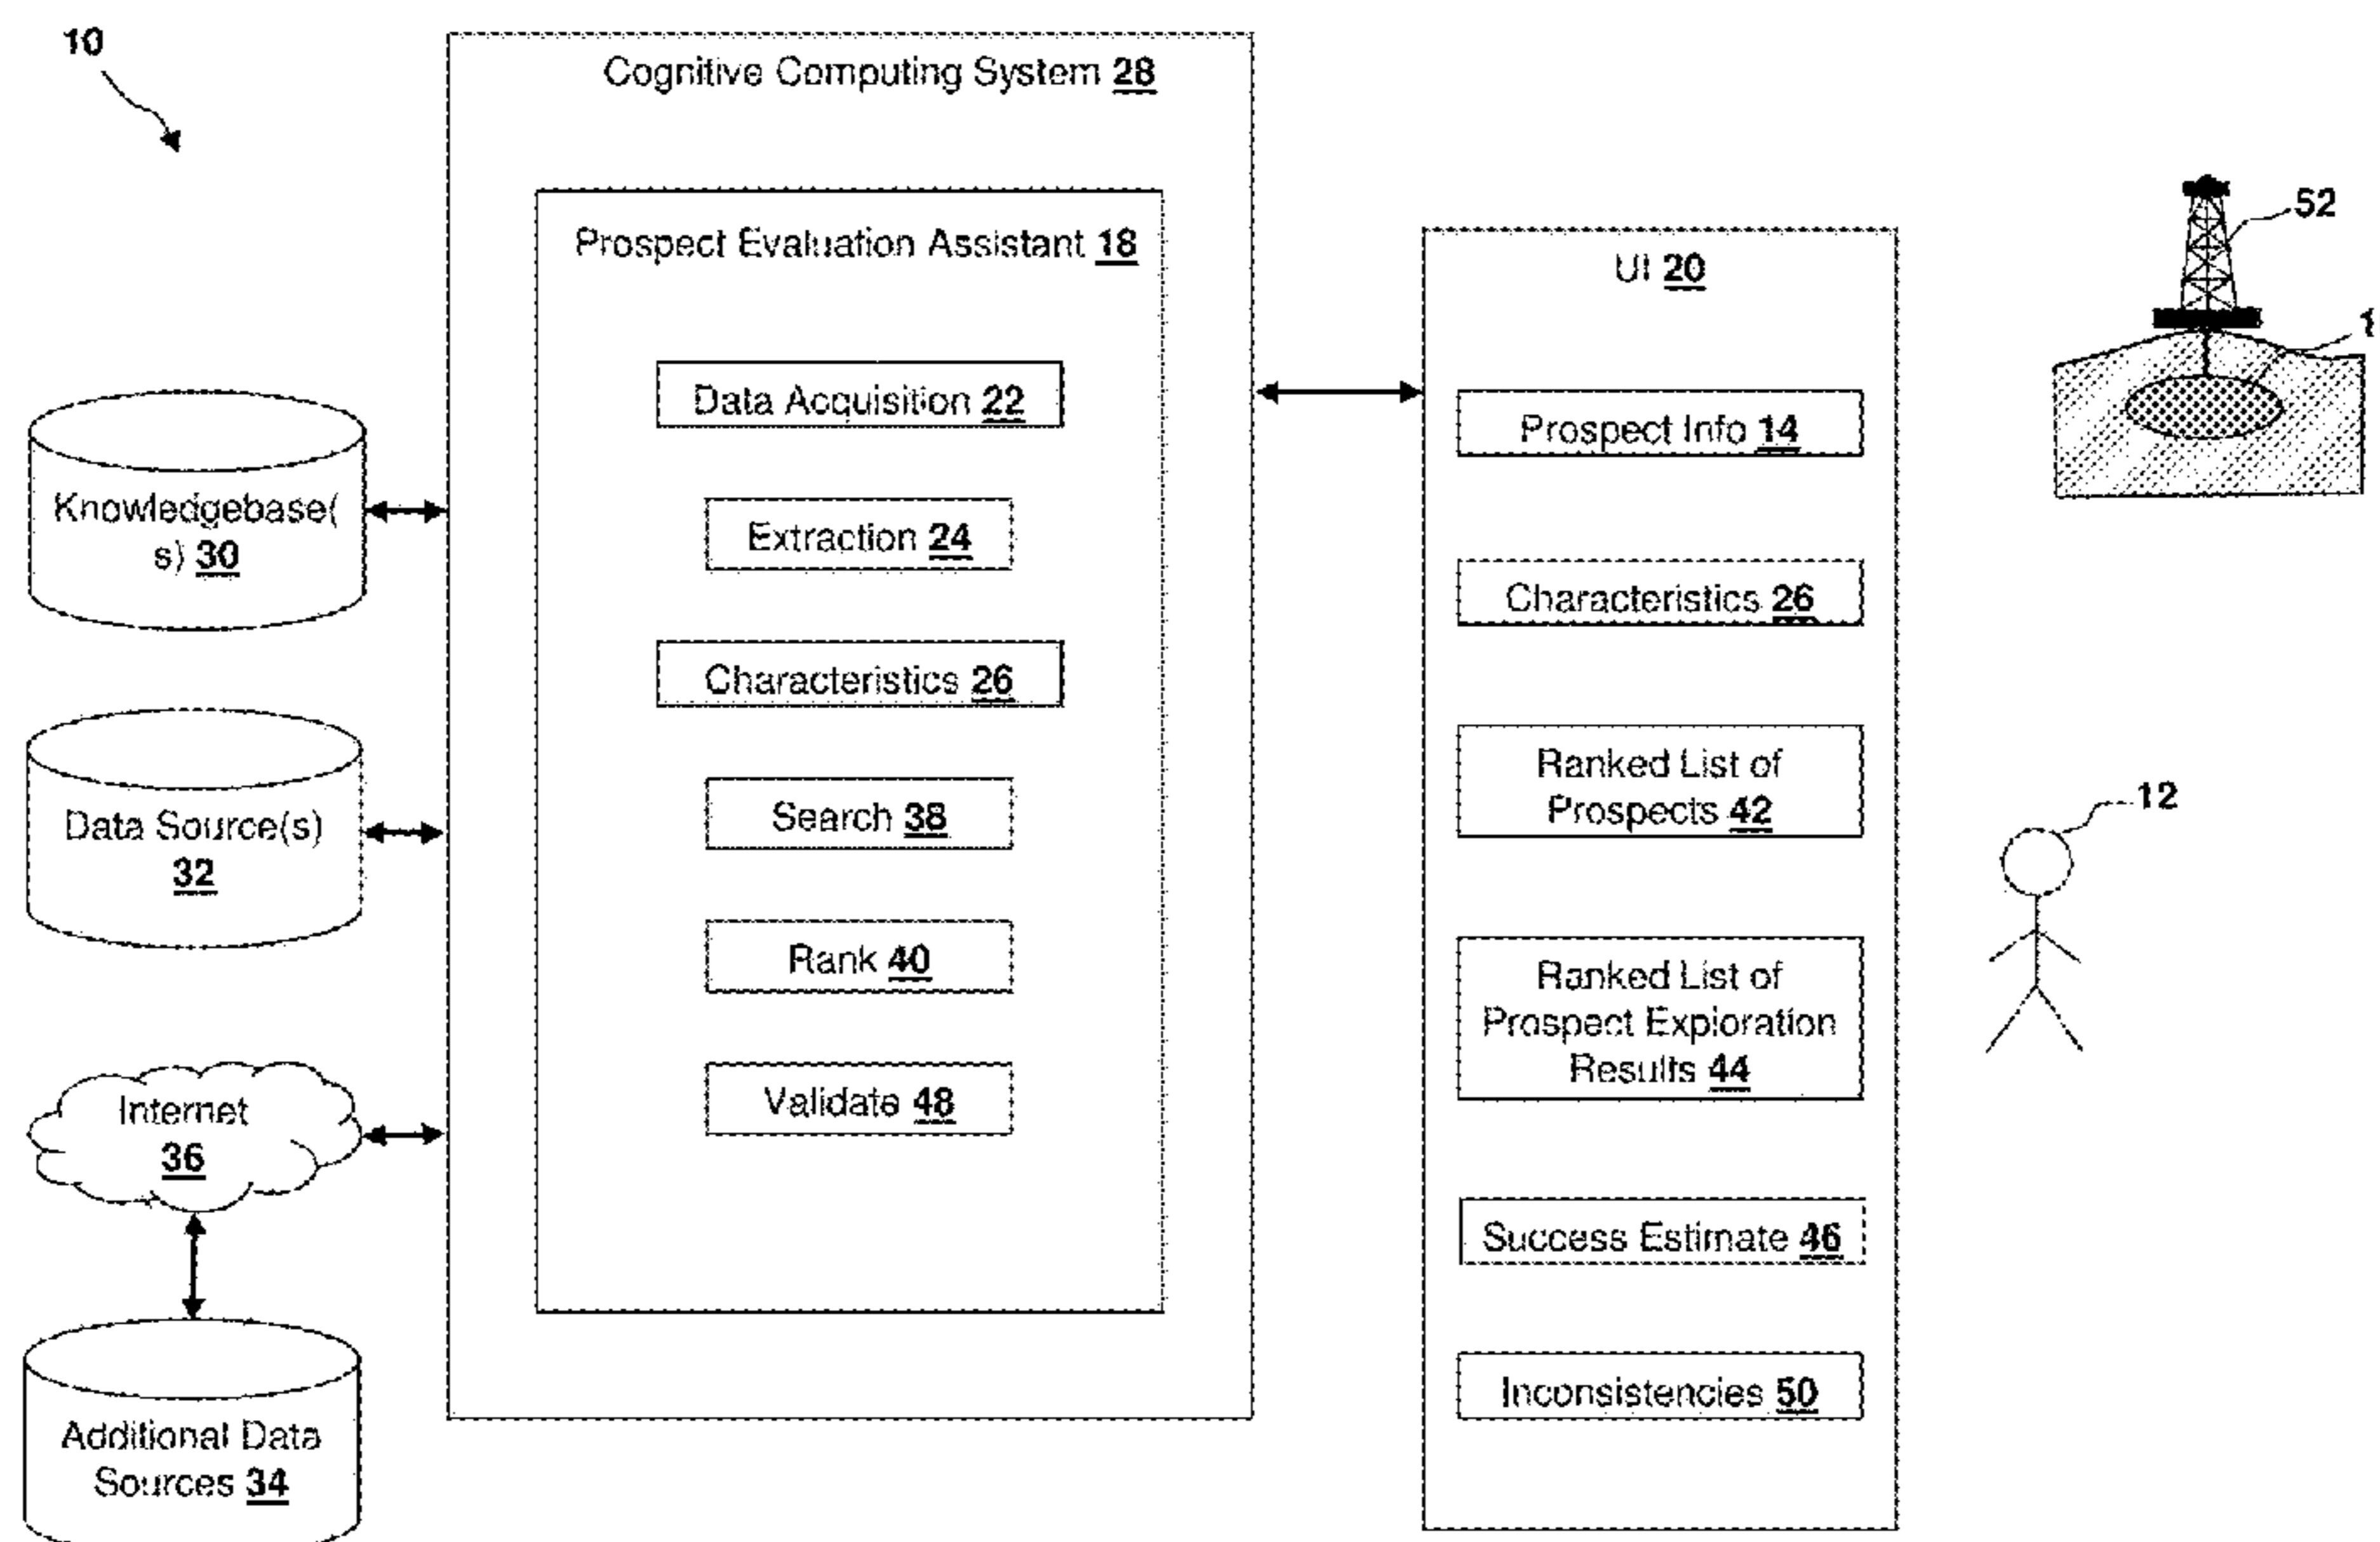 10
Cognitive Computing System 28
Prospect Evaluation Assistant 18
Data Acquisition 22
Extraction 24
Characteristics 26
Search 38
Rank 40
Validate 48
Knowledgebase(
s) 30
Data Source(s)
32
Internet
36
Additional Data
Sources 34
UI 20
Prospect Info 14
Characteristics 26
Ranked List of
Prospects 42
Ranked List of
Prospect Exploration
Results 44
Success Estimate 46
Inconsistencies 50
52
12